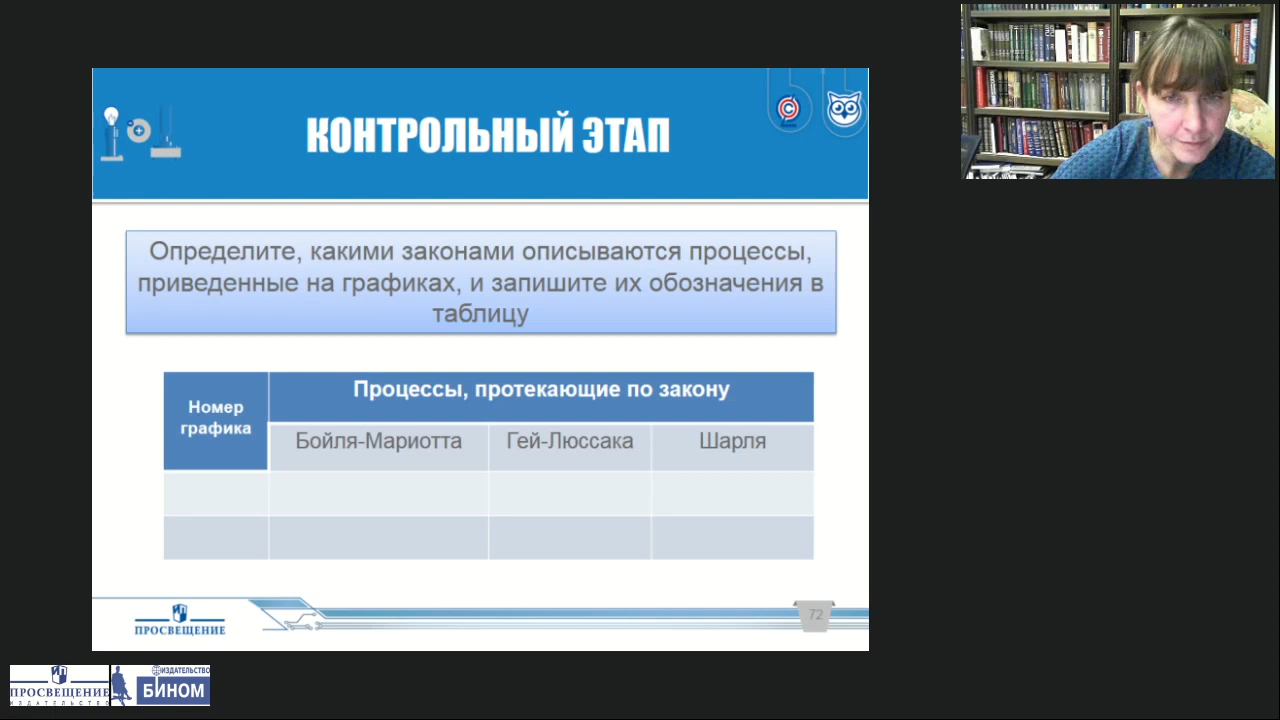 КОНТРОЛЬНЫЙ ЭТАП
Определите, какими законами описываются процессы,
приведенные на графиках, и запишите их обозначения в
таблицу
Номер
графика
Процессы, протекающие по закону
Бойля-Мариотта
Гей-Люссака
Шарля
ПРОСВЕЩЕНИЕ
72
ПРОСВЕЩЕНИЕ
ИЗДАТЕЛЬСТВО
ИЗДАТЕЛЬСТВО
БИНОМ